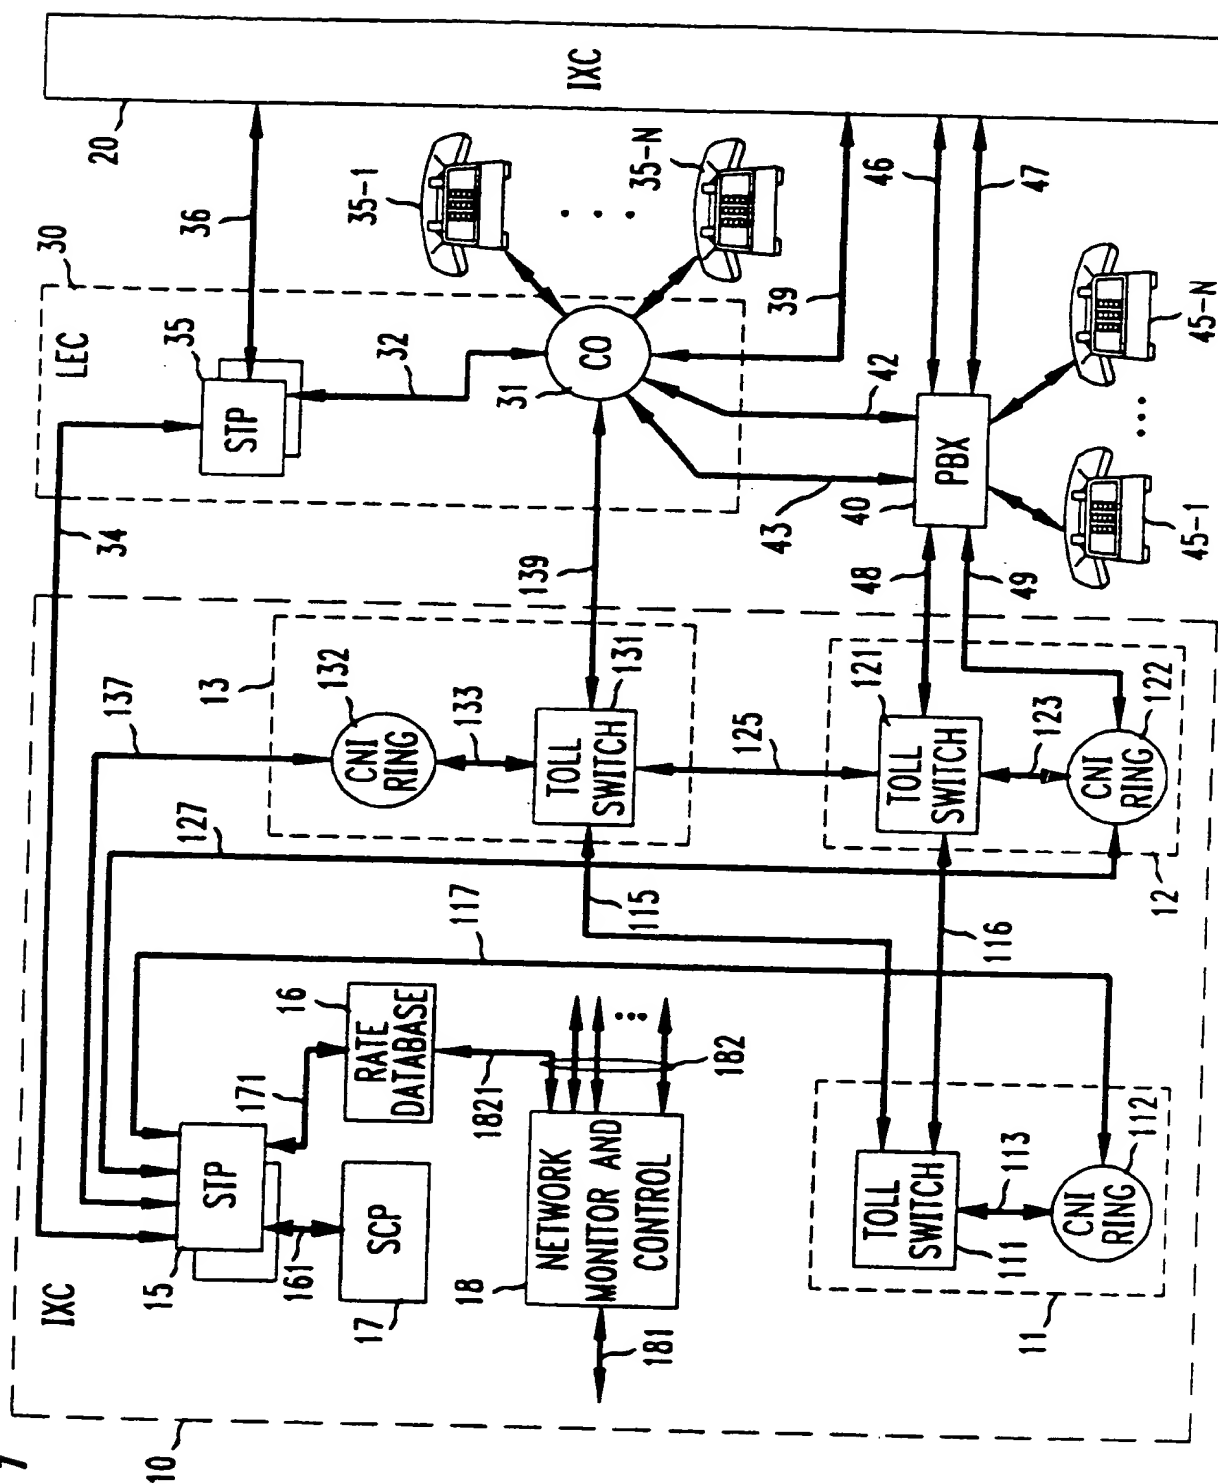 7
10
IXC
15
STP
161
SCP
17
171
16
RATE
DATABASE
1821
182
18
NETWORK
MONITOR AND
CONTROL
181
11
TOLL
SWITCH
111
113
CNI
RING
112
117
127
137
115
116
13
132
CNI
RING
133
TOLL
SWITCH
131
125
12
121
TOLL
SWITCH
123
CNI
RING
122
34
139
48
49
30
LEC
35
STP
32
36
31
CO
43
42
39
40
PBX
35-1
35-N
45-1
45-N
46
47
20
IXC